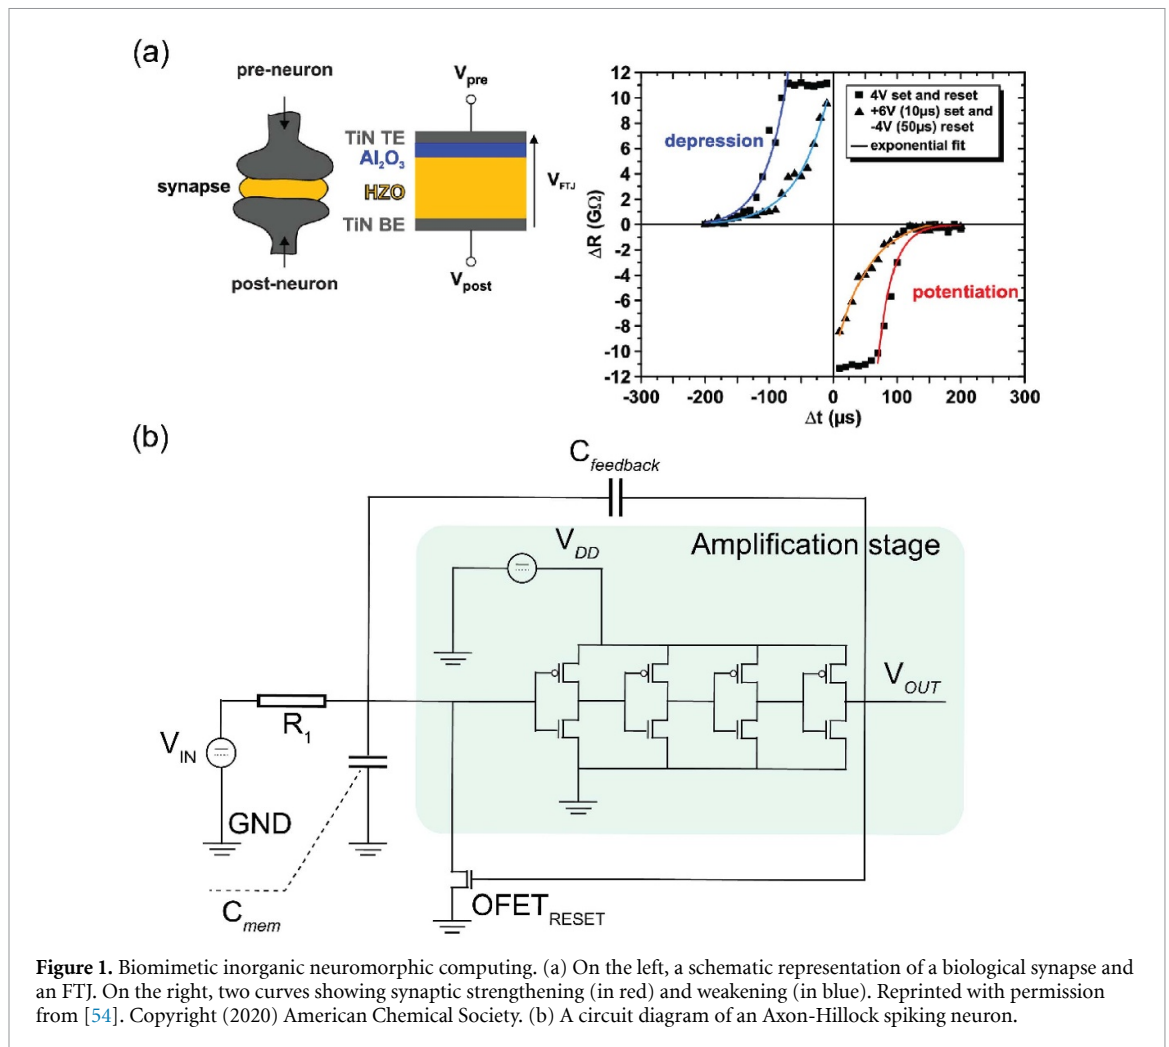 (a)
pre-neuron
synapse
post-neuron
V_pre
TiN TE
Al₂O₃
HZO
TiN BE
V_FTJ
V_post
12
10
8
6
4
2
0
-2
-4
-6
-8
-10
-12
ΔR (GΩ)
-300 -200 -100 0 100 200 300
Δt (µs)
depression
potentiation
4V set and reset
+6V (10µs) set and
-4V (50µs) reset
exponential fit
(b)
C_feedback
V_DD
Amplification stage
V_OUT
R₁
V_IN
GND
C_mem
OFET_RESET
Figure 1. Biomimetic inorganic neuromorphic computing. (a) On the left, a schematic representation of a biological synapse and
an FTJ. On the right, two curves showing synaptic strengthening (in red) and weakening (in blue). Reprinted with permission
from [54]. Copyright (2020) American Chemical Society. (b) A circuit diagram of an Axon-Hillock spiking neuron.